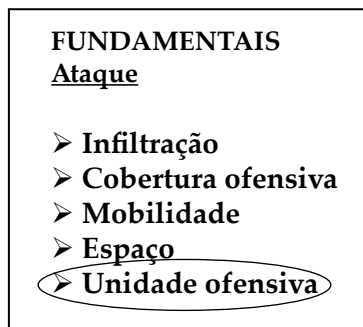 FUNDAMENTAIS
Ataque
➢ Infiltração
➢ Cobertura ofensiva
➢ Mobilidade
➢ Espaço
➢ Unidade ofensiva